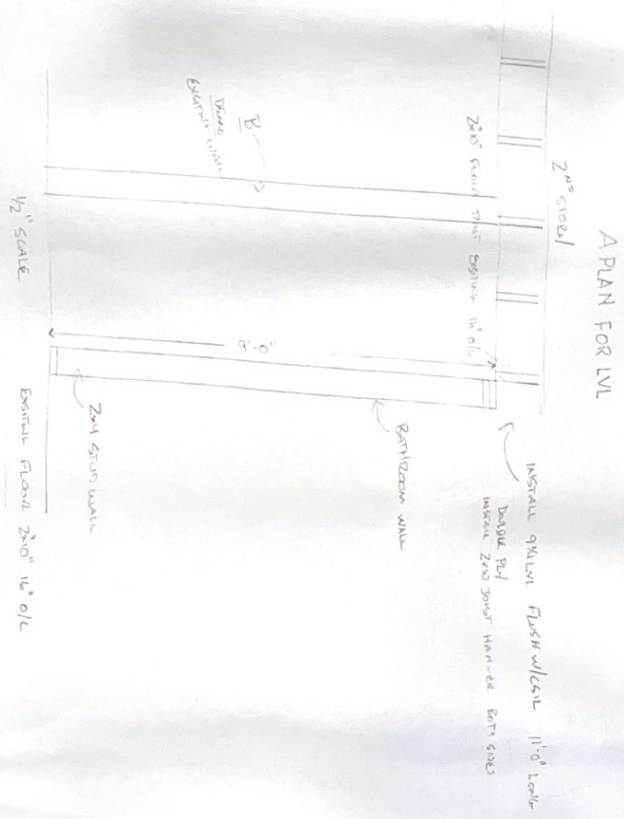 A PLAN FOR LVL
2ND STORY
INSTALL 9¼ LVL FLUSH W/CEIL 11'0" LONG
DOUBLE PLY
INSTALL 2x10 JOIST HANGER BOTH SIDES
2x10" FLOOR JOIST EXISTING 16" O/C
B
EXISTING WALL
9'-0"
BATHROOM WALL
2x4 STUD WALL
1/2" SCALE
EXISTING FLOOR 2x10" 16" O/C